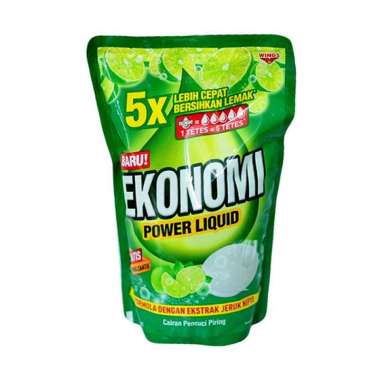 WINGS
5X LEBIH CEPAT
BERSIHKAN LEMAK*
1 TETES = 5 TETES
BARU!
EKONOMI
POWER LIQUID
FORMULA DENGAN EKSTRAK JERUK NIPIS
Cairan Pencuci Piring